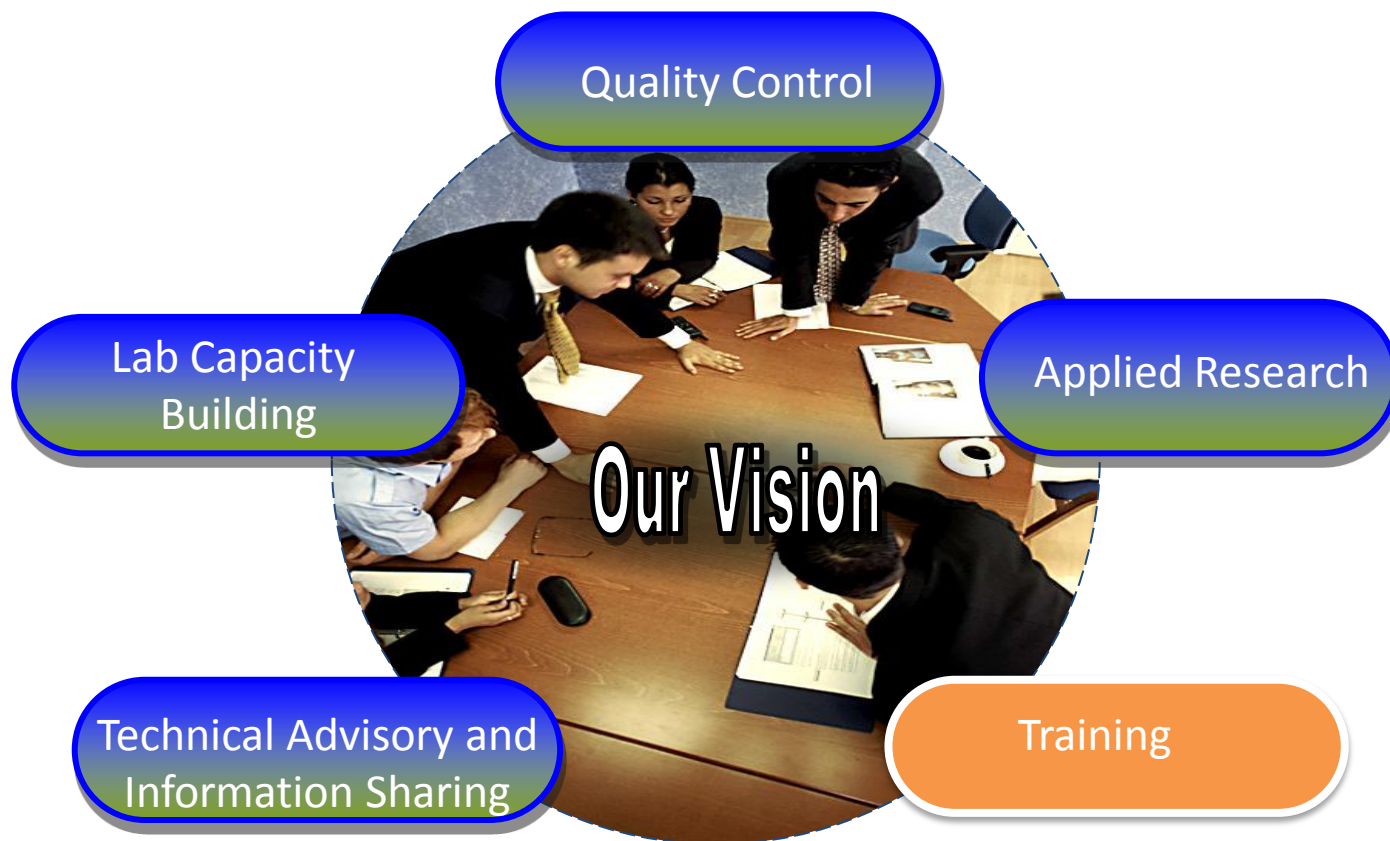 Quality Control
Lab Capacity
Building
Applied Research
Our Vision
Technical Advisory and
Information Sharing
Training